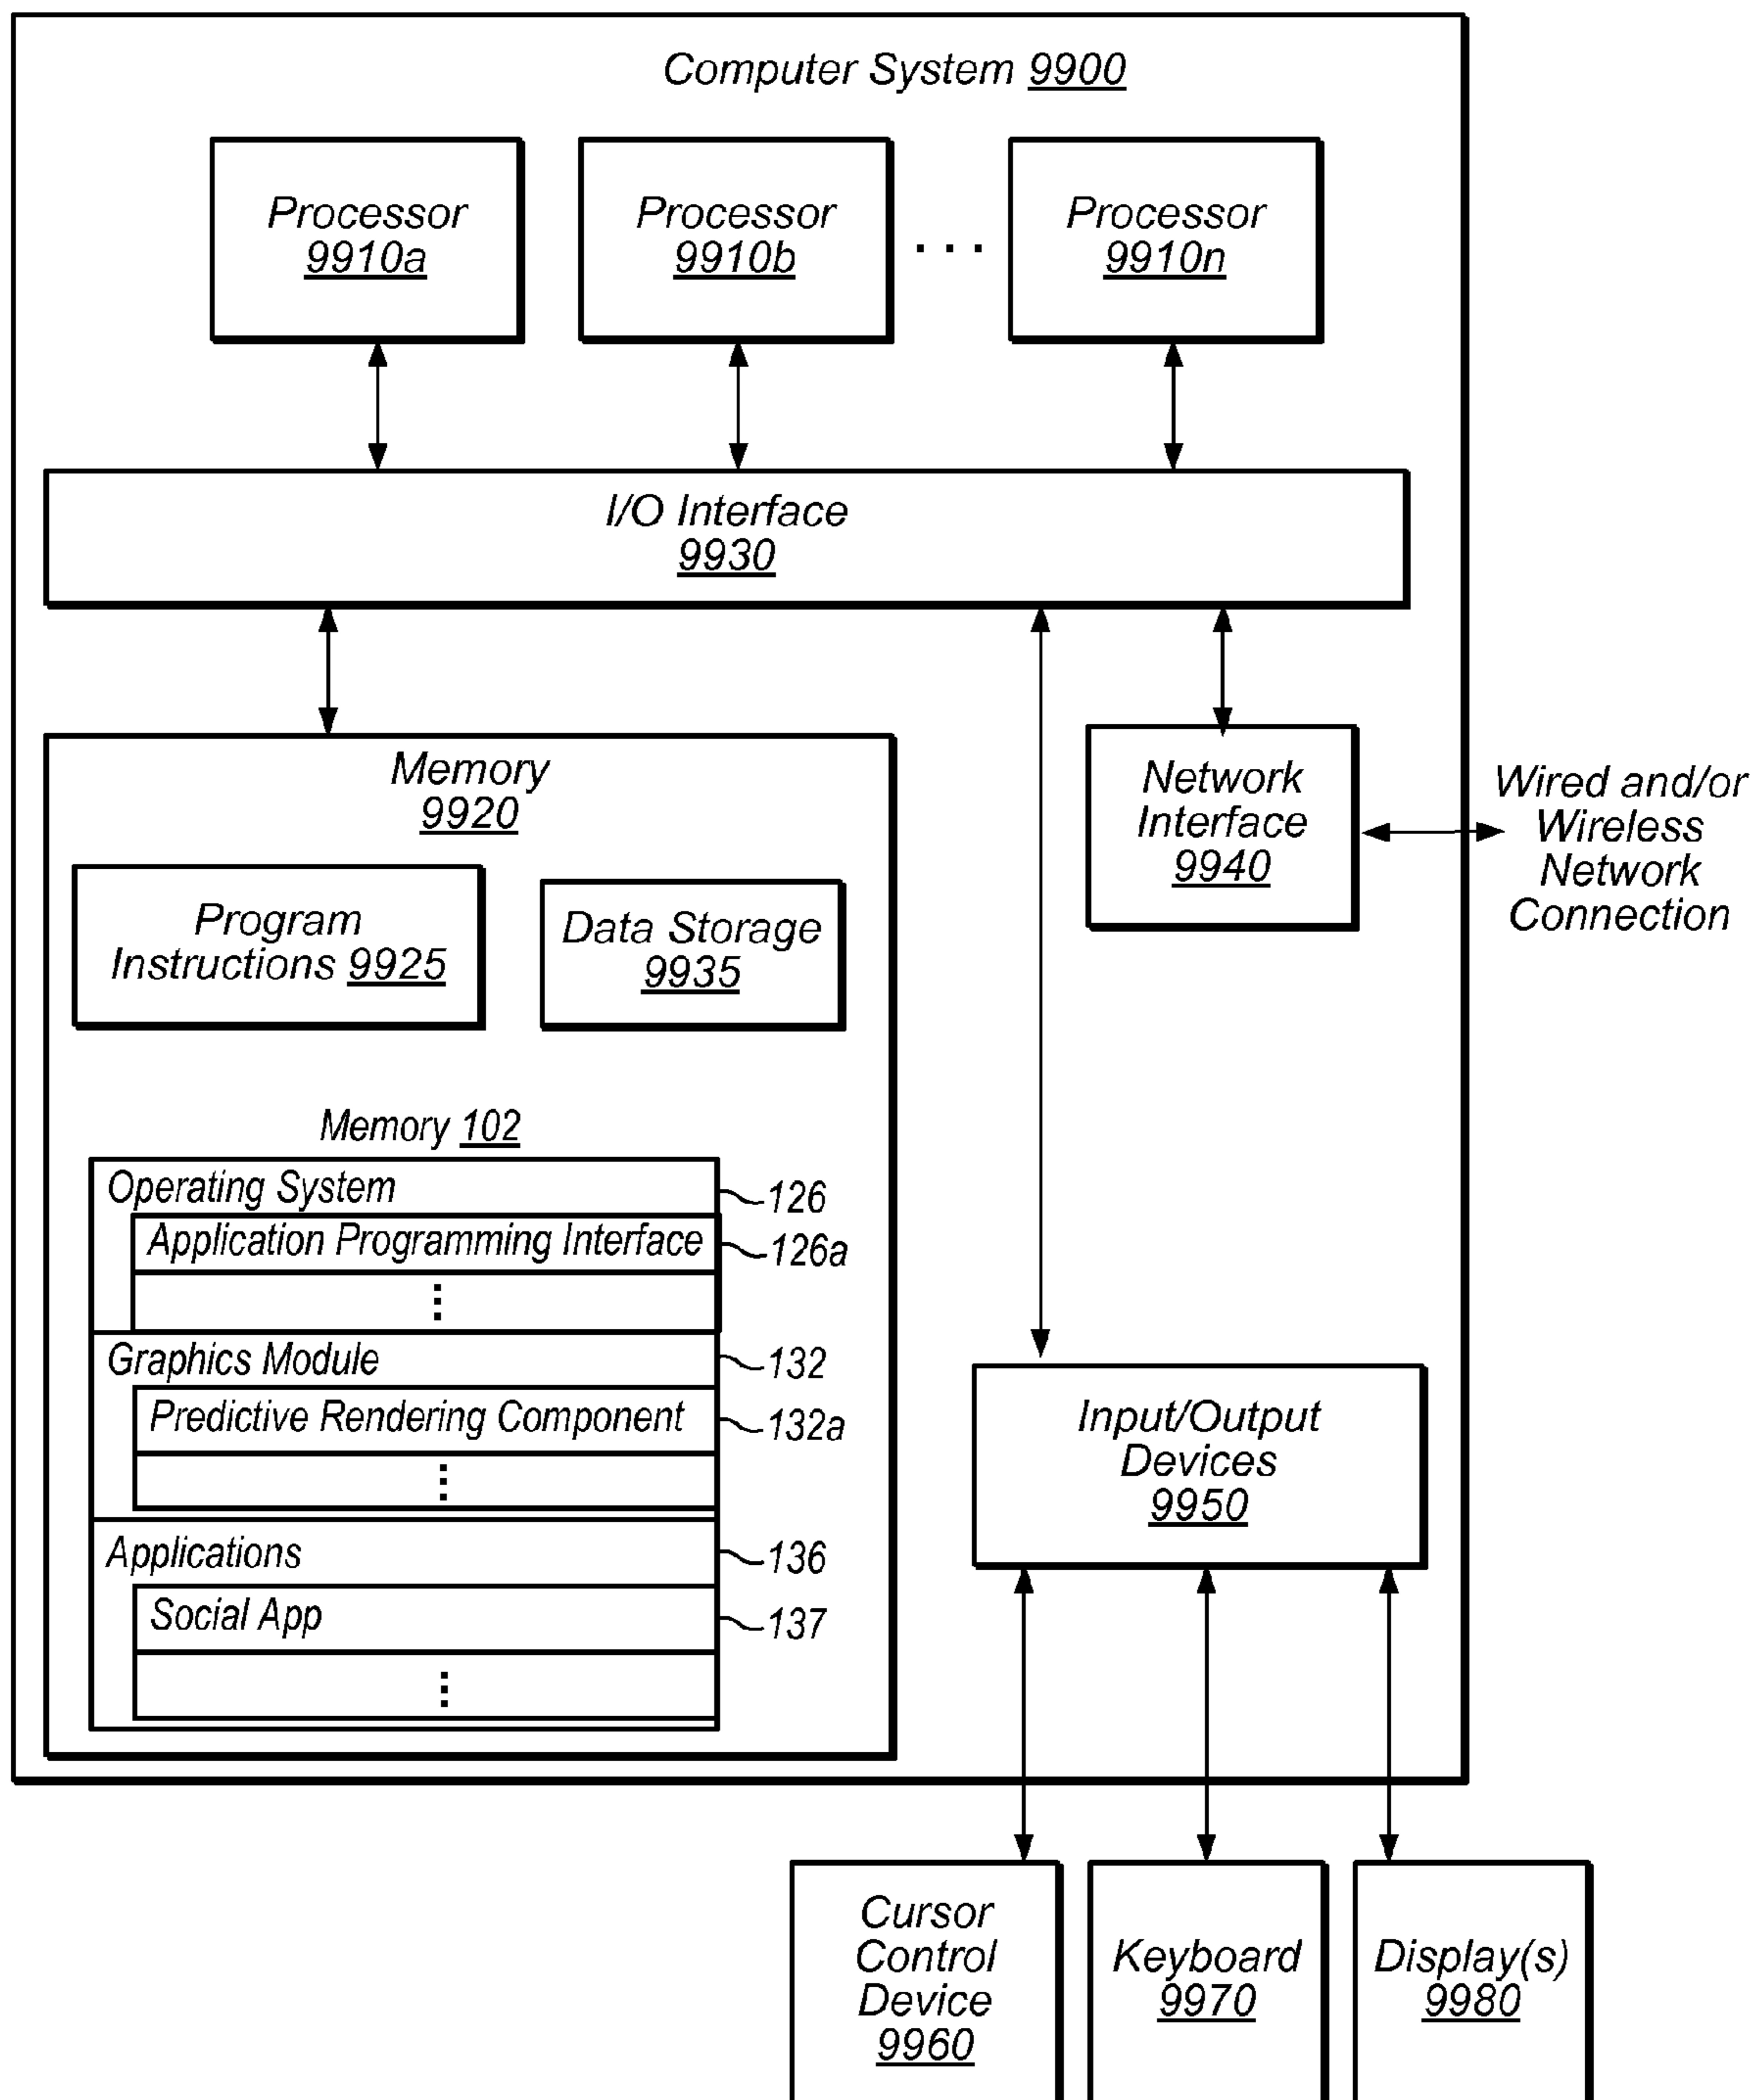 Computer System 9900
Processor
9910a
Processor
9910b
. . .
Processor
9910n
I/O Interface
9930
Memory
9920
Program
Instructions 9925
Data Storage
9935
Network
Interface
9940
Wired and/or
Wireless
Network
Connection
Memory 102
Operating System
126
Application Programming Interface
126a
Graphics Module
132
Predictive Rendering Component
132a
Applications
136
Social App
137
Input/Output
Devices
9950
Cursor
Control
Device
9960
Keyboard
9970
Display(s)
9980